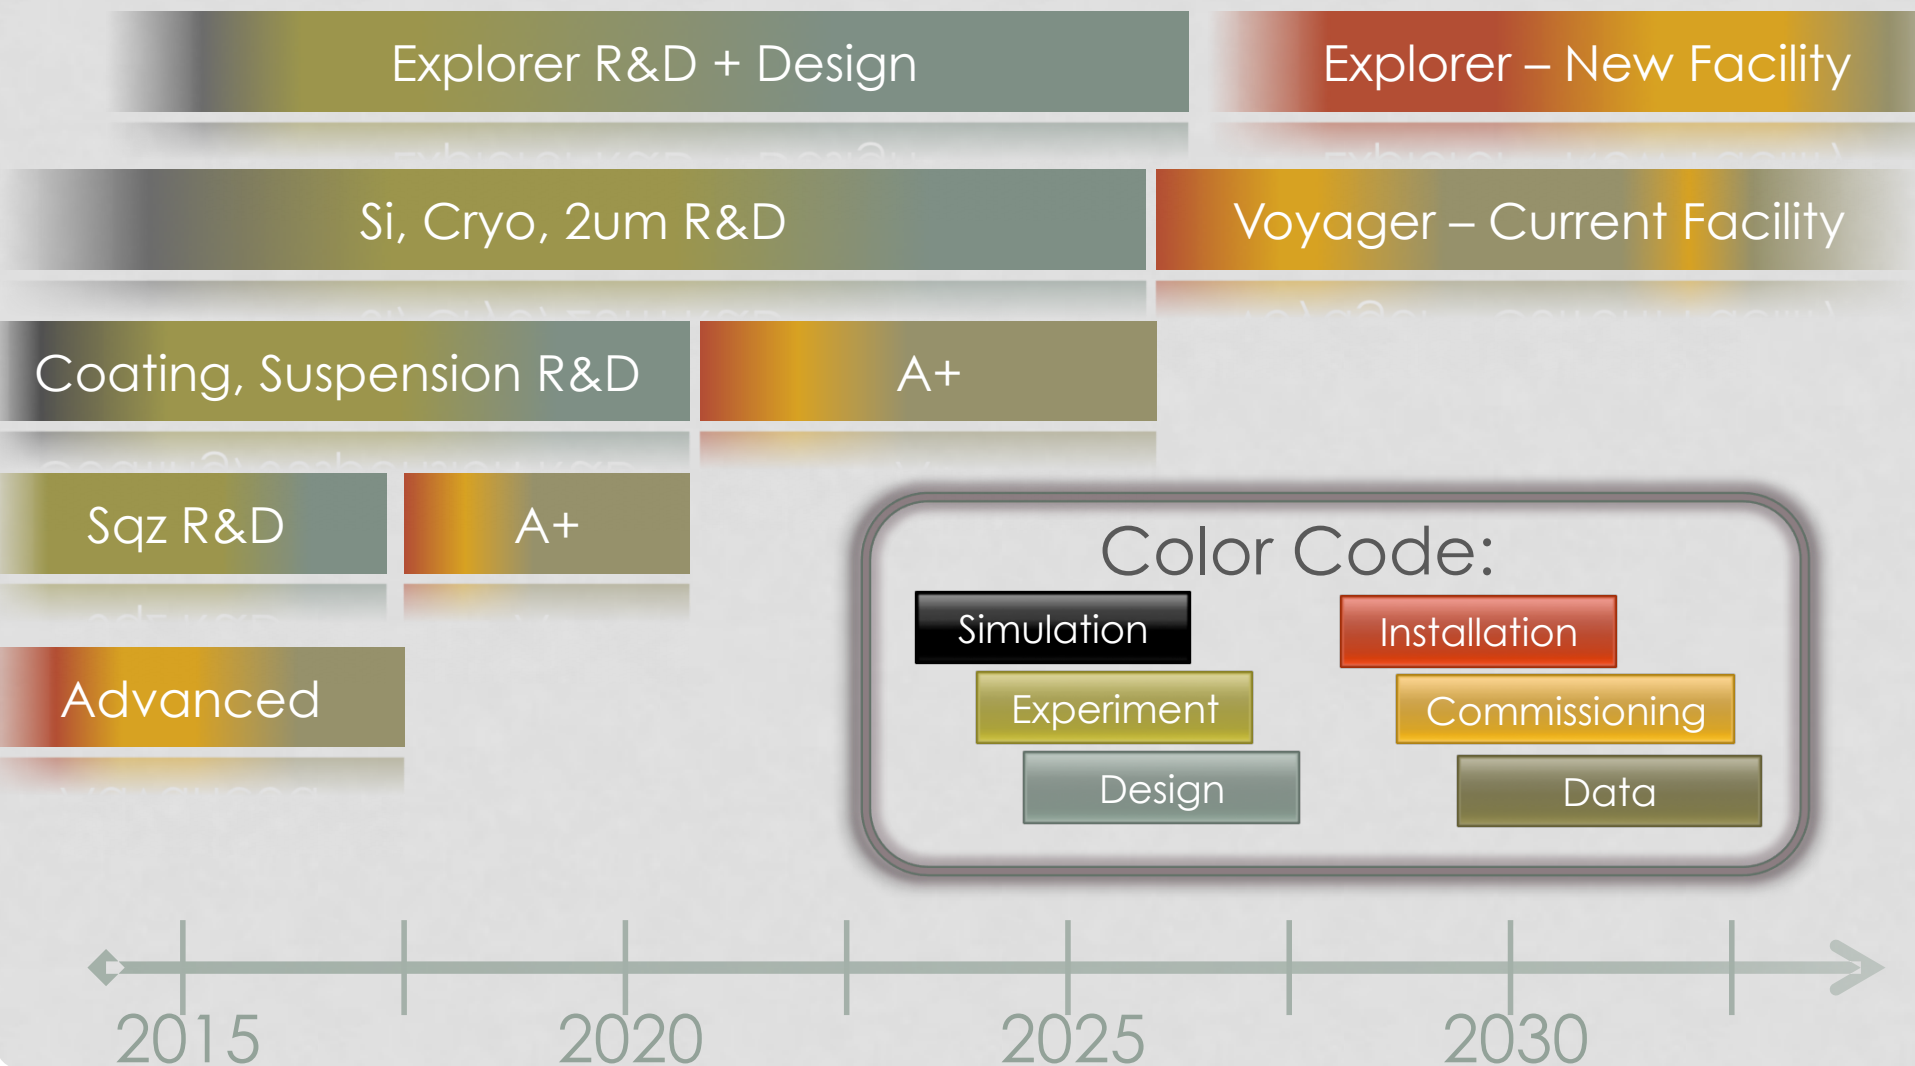 Explorer R&D + Design
Explorer – New Facility
Si, Cryo, 2um R&D
Voyager – Current Facility
Coating, Suspension R&D
A+
Sqz R&D
A+
Advanced
Color Code:
Simulation
Installation
Experiment
Commissioning
Design
Data
2015
2020
2025
2030